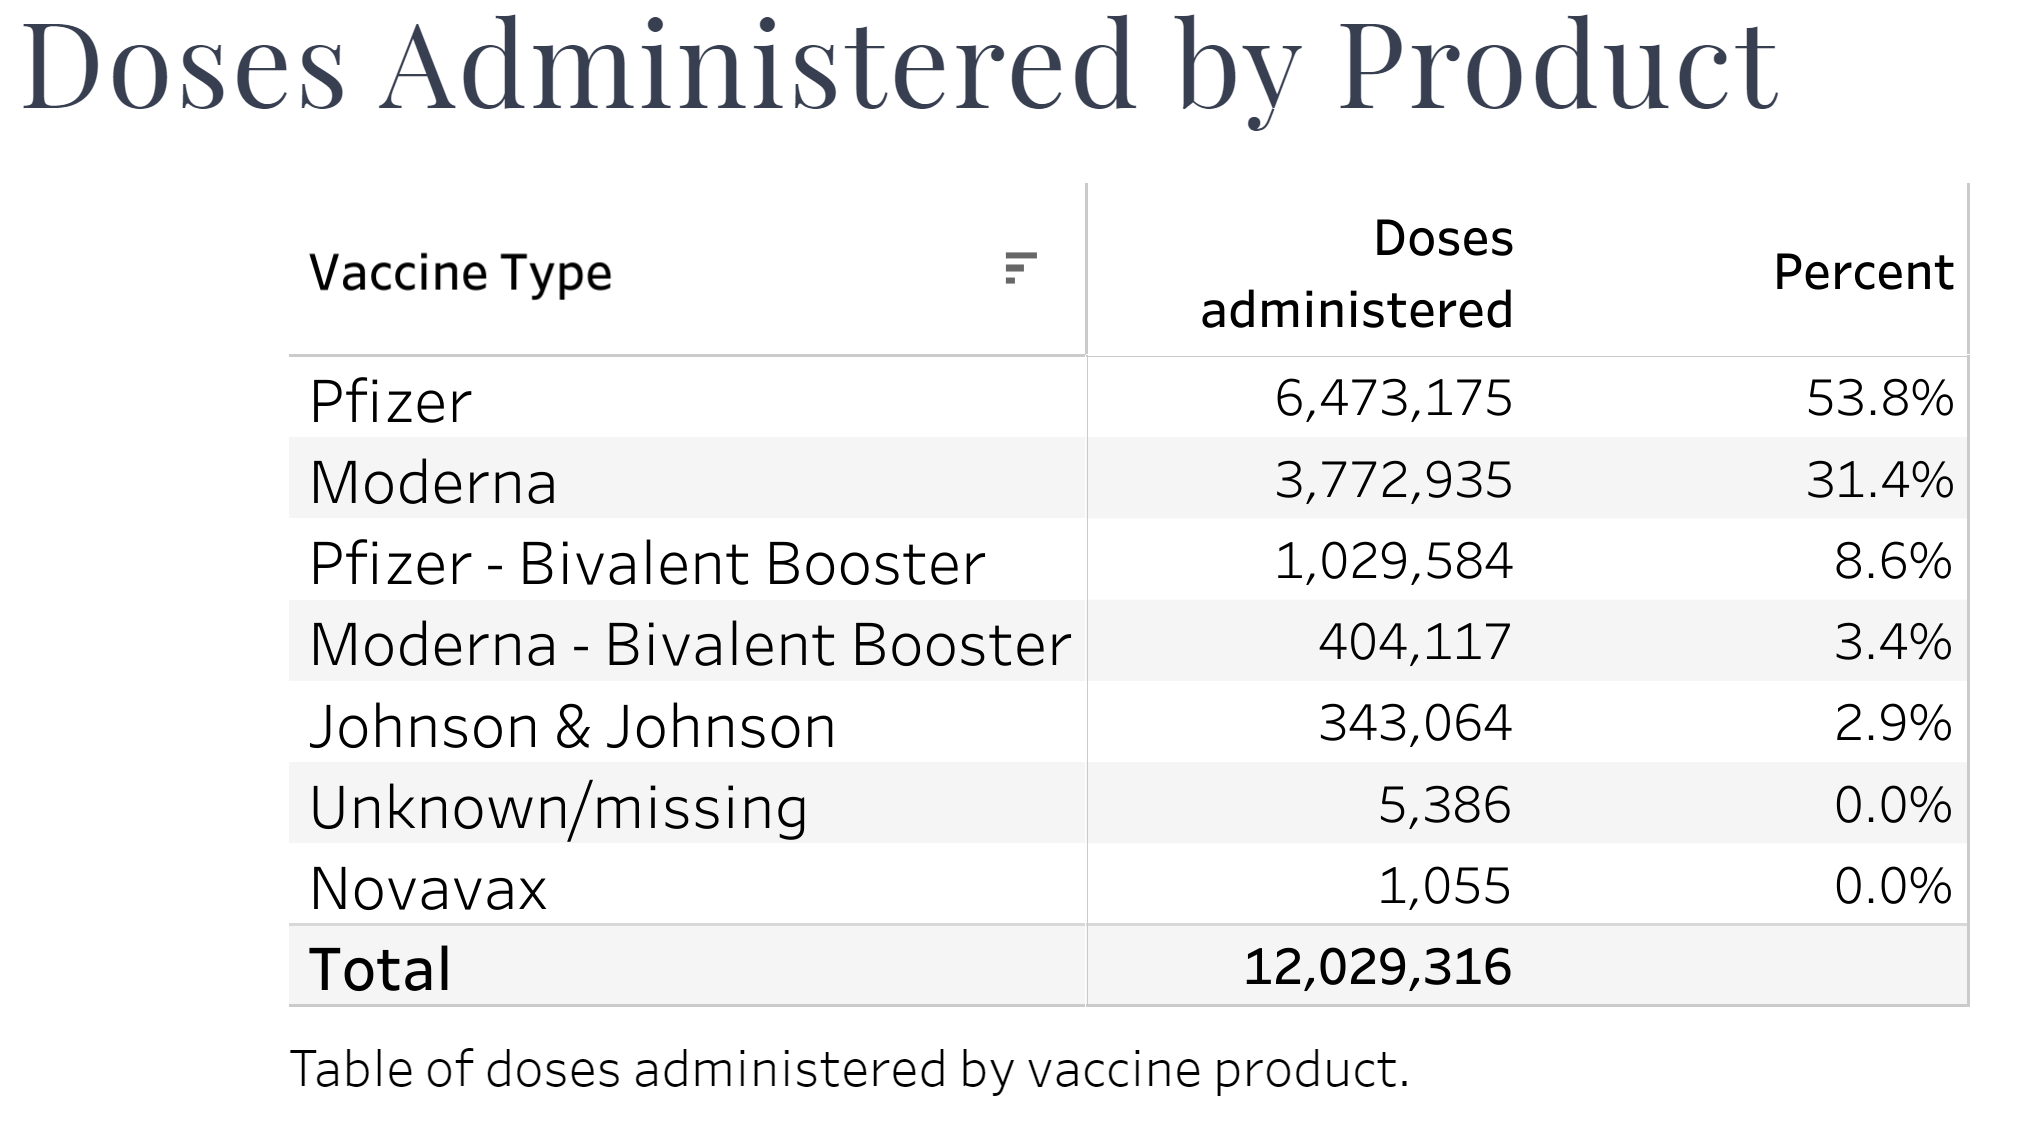 Doses Administered by Product
Vaccine Type Doses administered Percent
Pfizer 6,473,175 53.8%
Moderna 3,772,935 31.4%
Pfizer - Bivalent Booster 1,029,584 8.6%
Moderna - Bivalent Booster 404,117 3.4%
Johnson & Johnson 343,064 2.9%
Unknown/missing 5,386 0.0%
Novavax 1,055 0.0%
Total 12,029,316
Table of doses administered by vaccine product.